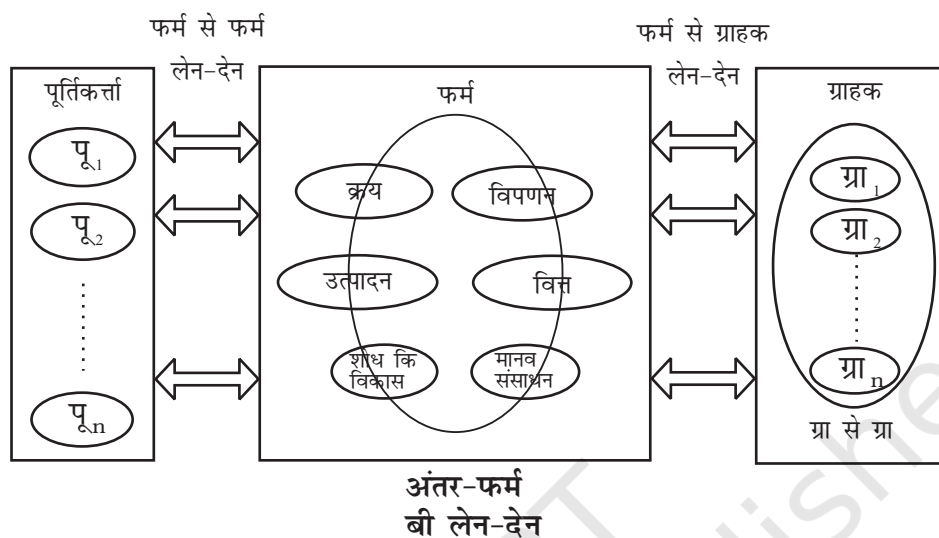 फर्म से फर्म
लेन-देन
फर्म से ग्राहक
लेन-देन
पूर्तिकर्त्ता
पू1
पू2
पूn
फर्म
क्रय
विपणन
उत्पादन
वित्त
शोध कि
विकास
मानव
संसाधन
ग्राहक
ग्रा1
ग्रा2
ग्राn
ग्रा से ग्रा
अंतर-फर्म
बी लेन-देन